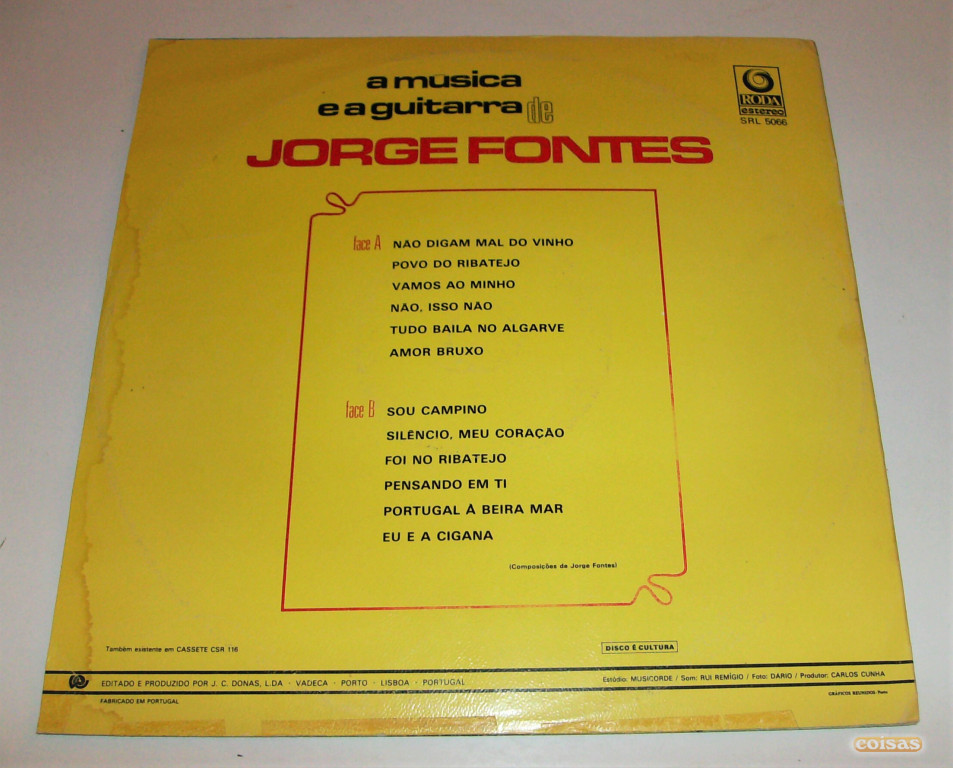 a música
e a guitarra de
JORGE FONTES
RODA
estereo
SRL 5066
face A
NÃO DIGAM MAL DO VINHO
POVO DO RIBATEJO
VAMOS AO MINHO
NÃO, ISSO NÃO
TUDO BAILA NO ALGARVE
AMOR BRUXO
face B
SOU CAMPINO
SILÊNCIO, MEU CORAÇÃO
FOI NO RIBATEJO
PENSANDO EM TI
PORTUGAL À BEIRA MAR
EU E A CIGANA
(Composições de Jorge Fontes)
Também existente em CASSETE CSR 116
DISCO É CULTURA
EDITADO E PRODUZIDO POR J. C. DONAS, L.DA - VADECA - PORTO - LISBOA - PORTUGAL
Estúdio: MUSICORDE / Som: RUI REMÍGIO / Foto: DARIO / Produtor: CARLOS CUNHA
FABRICADO EM PORTUGAL
GRÁFICOS REUNIDOS - Porto
coisas